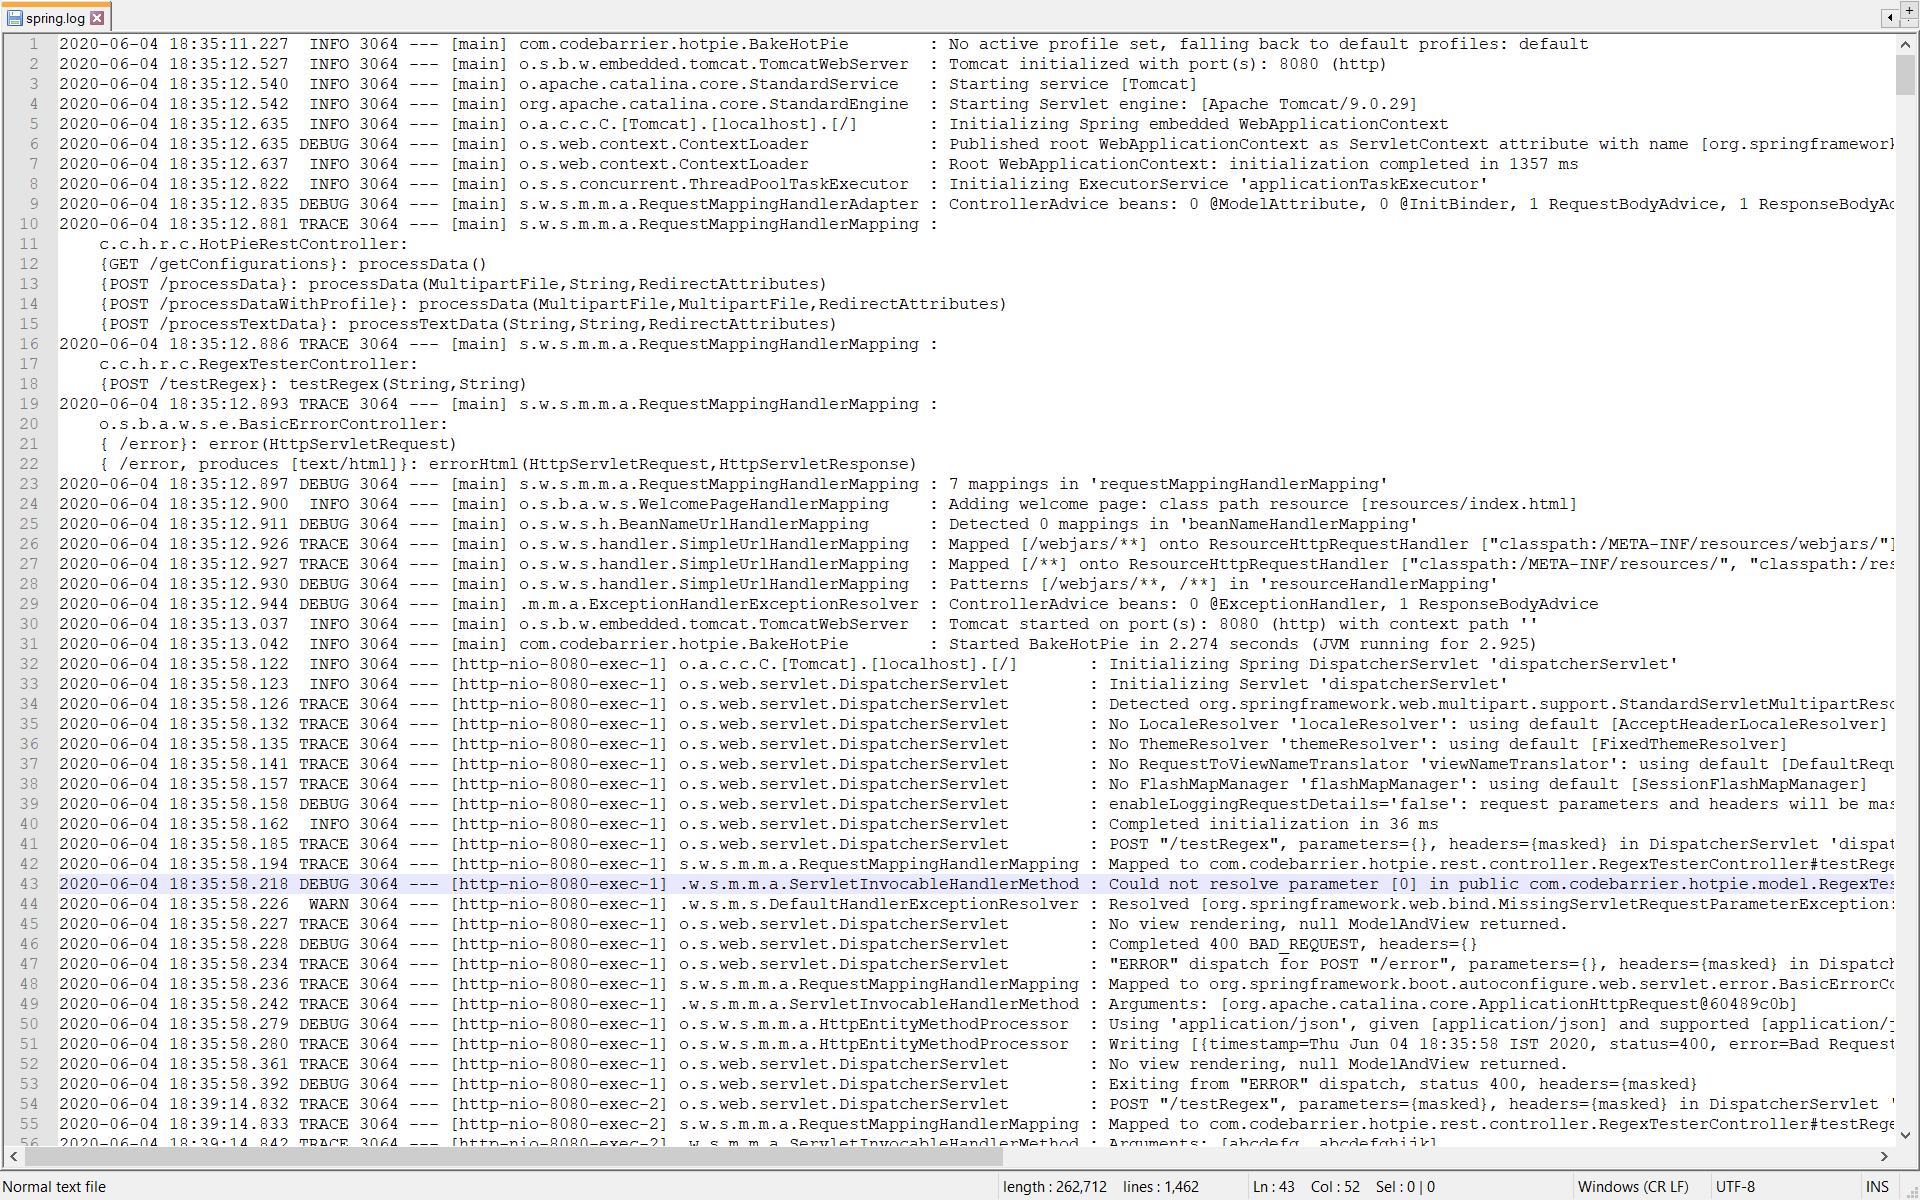 spring.log
1 2020-06-04 18:35:11.227  INFO 3064 --- [main] com.codebarrier.hotpie.BakeHotPie        : No active profile set, falling back to default profiles: default
2 2020-06-04 18:35:12.527  INFO 3064 --- [main] o.s.b.w.embedded.tomcat.TomcatWebServer  : Tomcat initialized with port(s): 8080 (http)
3 2020-06-04 18:35:12.540  INFO 3064 --- [main] o.apache.catalina.core.StandardService   : Starting service [Tomcat]
4 2020-06-04 18:35:12.542  INFO 3064 --- [main] org.apache.catalina.core.StandardEngine  : Starting Servlet engine: [Apache Tomcat/9.0.29]
5 2020-06-04 18:35:12.635  INFO 3064 --- [main] o.a.c.c.C.[Tomcat].[localhost].[/]       : Initializing Spring embedded WebApplicationContext
6 2020-06-04 18:35:12.635 DEBUG 3064 --- [main] o.s.web.context.ContextLoader            : Published root WebApplicationContext as ServletContext attribute with name [org.springframework
7 2020-06-04 18:35:12.637  INFO 3064 --- [main] o.s.web.context.ContextLoader            : Root WebApplicationContext: initialization completed in 1357 ms
8 2020-06-04 18:35:12.822  INFO 3064 --- [main] o.s.s.concurrent.ThreadPoolTaskExecutor  : Initializing ExecutorService 'applicationTaskExecutor'
9 2020-06-04 18:35:12.835 DEBUG 3064 --- [main] s.w.s.m.m.a.RequestMappingHandlerAdapter : ControllerAdvice beans: 0 @ModelAttribute, 0 @InitBinder, 1 RequestBodyAdvice, 1 ResponseBodyAd
10 2020-06-04 18:35:12.881 TRACE 3064 --- [main] s.w.s.m.m.a.RequestMappingHandlerMapping :
11     c.c.h.r.c.HotPieRestController:
12     {GET /getConfigurations}: processData()
13     {POST /processData}: processData(MultipartFile,String,RedirectAttributes)
14     {POST /processDataWithProfile}: processData(MultipartFile,MultipartFile,RedirectAttributes)
15     {POST /processTextData}: processTextData(String,String,RedirectAttributes)
16 2020-06-04 18:35:12.886 TRACE 3064 --- [main] s.w.s.m.m.a.RequestMappingHandlerMapping :
17     c.c.h.r.c.RegexTesterController:
18     {POST /testRegex}: testRegex(String,String)
19 2020-06-04 18:35:12.893 TRACE 3064 --- [main] s.w.s.m.m.a.RequestMappingHandlerMapping :
20     o.s.b.a.w.s.e.BasicErrorController:
21     { /error}: error(HttpServletRequest)
22     { /error, produces [text/html]}: errorHtml(HttpServletRequest,HttpServletResponse)
23 2020-06-04 18:35:12.897 DEBUG 3064 --- [main] s.w.s.m.m.a.RequestMappingHandlerMapping : 7 mappings in 'requestMappingHandlerMapping'
24 2020-06-04 18:35:12.900  INFO 3064 --- [main] o.s.b.a.w.s.WelcomePageHandlerMapping    : Adding welcome page: class path resource [resources/index.html]
25 2020-06-04 18:35:12.911 DEBUG 3064 --- [main] o.s.w.s.h.BeanNameUrlHandlerMapping      : Detected 0 mappings in 'beanNameHandlerMapping'
26 2020-06-04 18:35:12.926 TRACE 3064 --- [main] o.s.w.s.handler.SimpleUrlHandlerMapping  : Mapped [/webjars/**] onto ResourceHttpRequestHandler ["classpath:/META-INF/resources/webjars/"]
27 2020-06-04 18:35:12.927 TRACE 3064 --- [main] o.s.w.s.handler.SimpleUrlHandlerMapping  : Mapped [/**] onto ResourceHttpRequestHandler ["classpath:/META-INF/resources/", "classpath:/res
28 2020-06-04 18:35:12.930 DEBUG 3064 --- [main] o.s.w.s.handler.SimpleUrlHandlerMapping  : Patterns [/webjars/**, /**] in 'resourceHandlerMapping'
29 2020-06-04 18:35:12.944 DEBUG 3064 --- [main] .m.m.a.ExceptionHandlerExceptionResolver : ControllerAdvice beans: 0 @ExceptionHandler, 1 ResponseBodyAdvice
30 2020-06-04 18:35:13.037  INFO 3064 --- [main] o.s.b.w.embedded.tomcat.TomcatWebServer  : Tomcat started on port(s): 8080 (http) with context path ''
31 2020-06-04 18:35:13.042  INFO 3064 --- [main] com.codebarrier.hotpie.BakeHotPie        : Started BakeHotPie in 2.274 seconds (JVM running for 2.925)
32 2020-06-04 18:35:58.122  INFO 3064 --- [http-nio-8080-exec-1] o.a.c.c.C.[Tomcat].[localhost].[/]       : Initializing Spring DispatcherServlet 'dispatcherServlet'
33 2020-06-04 18:35:58.123  INFO 3064 --- [http-nio-8080-exec-1] o.s.web.servlet.DispatcherServlet        : Initializing Servlet 'dispatcherServlet'
34 2020-06-04 18:35:58.126 TRACE 3064 --- [http-nio-8080-exec-1] o.s.web.servlet.DispatcherServlet        : Detected org.springframework.web.multipart.support.StandardServletMultipartReso
35 2020-06-04 18:35:58.132 TRACE 3064 --- [http-nio-8080-exec-1] o.s.web.servlet.DispatcherServlet        : No LocaleResolver 'localeResolver': using default [AcceptHeaderLocaleResolver]
36 2020-06-04 18:35:58.135 TRACE 3064 --- [http-nio-8080-exec-1] o.s.web.servlet.DispatcherServlet        : No ThemeResolver 'themeResolver': using default [FixedThemeResolver]
37 2020-06-04 18:35:58.141 TRACE 3064 --- [http-nio-8080-exec-1] o.s.web.servlet.DispatcherServlet        : No RequestToViewNameTranslator 'viewNameTranslator': using default [DefaultRequ
38 2020-06-04 18:35:58.157 TRACE 3064 --- [http-nio-8080-exec-1] o.s.web.servlet.DispatcherServlet        : No FlashMapManager 'flashMapManager': using default [SessionFlashMapManager]
39 2020-06-04 18:35:58.158 DEBUG 3064 --- [http-nio-8080-exec-1] o.s.web.servlet.DispatcherServlet        : enableLoggingRequestDetails='false': request parameters and headers will be mas
40 2020-06-04 18:35:58.162  INFO 3064 --- [http-nio-8080-exec-1] o.s.web.servlet.DispatcherServlet        : Completed initialization in 36 ms
41 2020-06-04 18:35:58.185 TRACE 3064 --- [http-nio-8080-exec-1] o.s.web.servlet.DispatcherServlet        : POST "/testRegex", parameters={}, headers={masked} in DispatcherServlet 'dispat
42 2020-06-04 18:35:58.194 TRACE 3064 --- [http-nio-8080-exec-1] s.w.s.m.m.a.RequestMappingHandlerMapping : Mapped to com.codebarrier.hotpie.rest.controller.RegexTesterController#testRege
43 2020-06-04 18:35:58.218 DEBUG 3064 --- [http-nio-8080-exec-1] .w.s.m.m.a.ServletInvocableHandlerMethod : Could not resolve parameter [0] in public com.codebarrier.hotpie.model.RegexTes
44 2020-06-04 18:35:58.226  WARN 3064 --- [http-nio-8080-exec-1] .w.s.m.s.DefaultHandlerExceptionResolver : Resolved [org.springframework.web.bind.MissingServletRequestParameterException:
45 2020-06-04 18:35:58.227 TRACE 3064 --- [http-nio-8080-exec-1] o.s.web.servlet.DispatcherServlet        : No view rendering, null ModelAndView returned.
46 2020-06-04 18:35:58.228 DEBUG 3064 --- [http-nio-8080-exec-1] o.s.web.servlet.DispatcherServlet        : Completed 400 BAD_REQUEST, headers={}
47 2020-06-04 18:35:58.234 TRACE 3064 --- [http-nio-8080-exec-1] o.s.web.servlet.DispatcherServlet        : "ERROR" dispatch for POST "/error", parameters={}, headers={masked} in Dispatch
48 2020-06-04 18:35:58.236 TRACE 3064 --- [http-nio-8080-exec-1] s.w.s.m.m.a.RequestMappingHandlerMapping : Mapped to org.springframework.boot.autoconfigure.web.servlet.error.BasicErrorCo
49 2020-06-04 18:35:58.242 TRACE 3064 --- [http-nio-8080-exec-1] .w.s.m.m.a.ServletInvocableHandlerMethod : Arguments: [org.apache.catalina.core.ApplicationHttpRequest@60489c0b]
50 2020-06-04 18:35:58.279 DEBUG 3064 --- [http-nio-8080-exec-1] o.s.w.s.m.m.a.HttpEntityMethodProcessor  : Using 'application/json', given [application/json] and supported [application/j
51 2020-06-04 18:35:58.280 TRACE 3064 --- [http-nio-8080-exec-1] o.s.w.s.m.m.a.HttpEntityMethodProcessor  : Writing [{timestamp=Thu Jun 04 18:35:58 IST 2020, status=400, error=Bad Request
52 2020-06-04 18:35:58.361 TRACE 3064 --- [http-nio-8080-exec-1] o.s.web.servlet.DispatcherServlet        : No view rendering, null ModelAndView returned.
53 2020-06-04 18:35:58.392 DEBUG 3064 --- [http-nio-8080-exec-1] o.s.web.servlet.DispatcherServlet        : Exiting from "ERROR" dispatch, status 400, headers={masked}
54 2020-06-04 18:39:14.832 TRACE 3064 --- [http-nio-8080-exec-2] o.s.web.servlet.DispatcherServlet        : POST "/testRegex", parameters={masked}, headers={masked} in DispatcherServlet '
55 2020-06-04 18:39:14.833 TRACE 3064 --- [http-nio-8080-exec-2] s.w.s.m.m.a.RequestMappingHandlerMapping : Mapped to com.codebarrier.hotpie.rest.controller.RegexTesterController#testRege
56 2020-06-04 18:39:14.842 TRACE 3064 --- [http-nio-8080-exec-2] .w.s.m.m.a.ServletInvocableHandlerMethod : Arguments: [abcdefg, abcdefghijk]
Normal text file length : 262,712 lines : 1,462 Ln : 43 Col : 52 Sel : 0 | 0 Windows (CR LF) UTF-8 INS